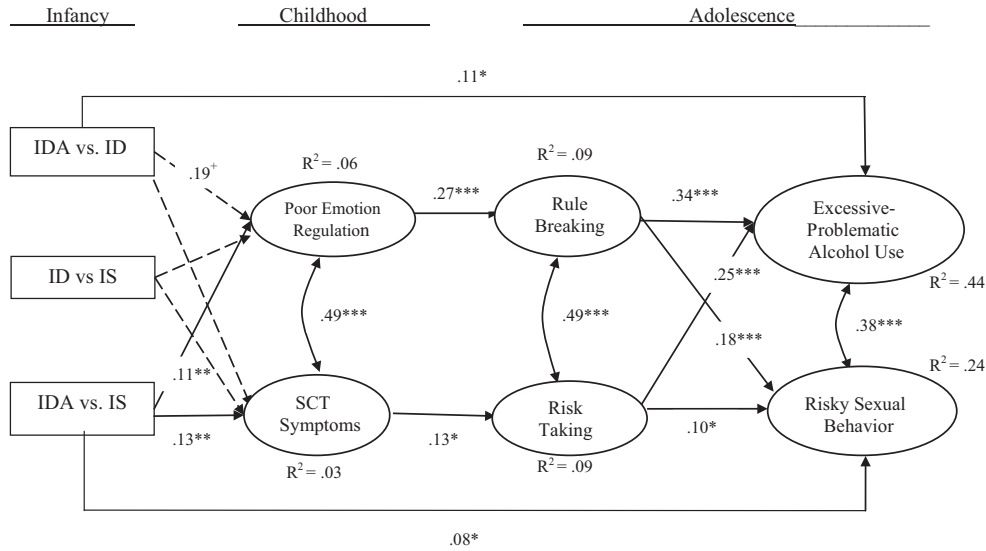 Infancy
Childhood
Adolescence
.11*
IDA vs. ID
.19+
R2 = .06
R2 = .09
Poor Emotion
Regulation
.27***
Rule
Breaking
.34***
Excessive-
Problematic
Alcohol Use
ID vs IS
.25***
R2 = .44
.49***
.49***
.38***
.18***
.11**
R2 = .24
IDA vs. IS
SCT
Symptoms
Risk
Taking
Risky Sexual
Behavior
.13**
.13*
.10*
R2 = .03
R2 = .09
.08*